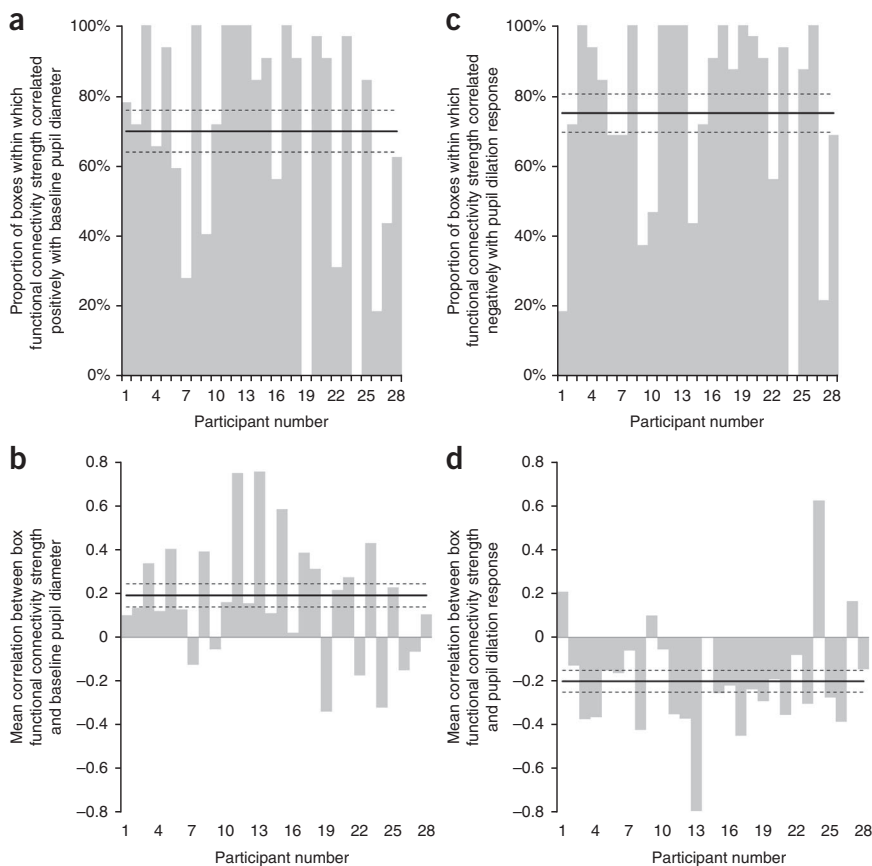 a
100%
80%
60%
40%
20%
0%
Proportion of boxes within which
functional connectivity strength correlated
positively with baseline pupil diameter
1 4 7 10 13 16 19 22 25 28
Participant number
c
100%
80%
60%
40%
20%
0%
Proportion of boxes within which
functional connectivity strength correlated
negatively with pupil dilation response
1 4 7 10 13 16 19 22 25 28
Participant number
b
0.8
0.6
0.4
0.2
0
–0.2
–0.4
–0.6
–0.8
Mean correlation between box
functional connectivity strength
and baseline pupil diameter
1 4 7 10 13 16 19 22 25 28
Participant number
d
0.8
0.6
0.4
0.2
0
–0.2
–0.4
–0.6
–0.8
Mean correlation between box
functional connectivity strength
and pupil dilation response
1 4 7 10 13 16 19 22 25 28
Participant number